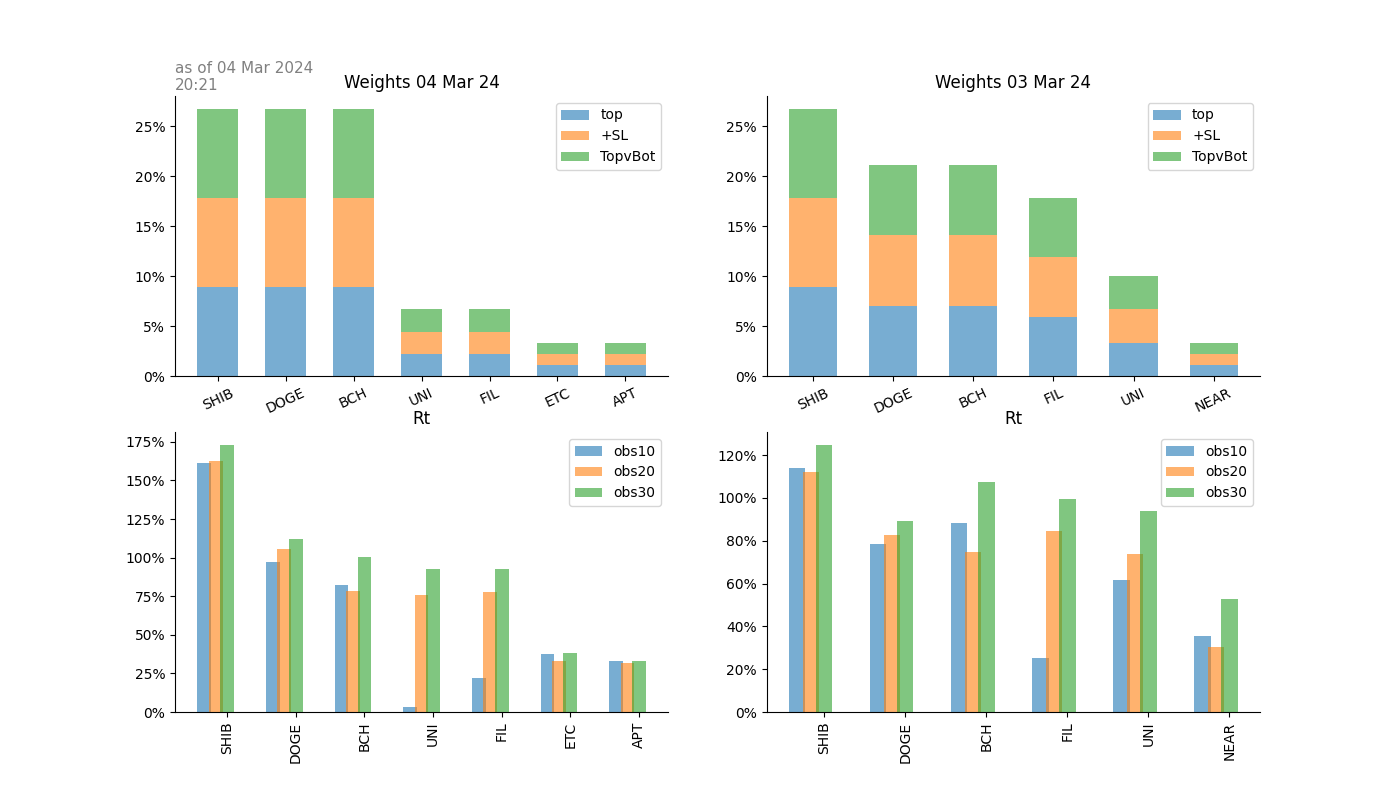 as of 04 Mar 2024
20:21
Weights 04 Mar 24
25%
20%
15%
10%
5%
0%
top
+SL
TopvBot
SHIB DOGE BCH UNI FIL ETC APT
Weights 03 Mar 24
25%
20%
15%
10%
5%
0%
top
+SL
TopvBot
SHIB DOGE BCH FIL UNI NEAR
Rt
175%
150%
125%
100%
75%
50%
25%
0%
obs10
obs20
obs30
SHIB DOGE BCH UNI FIL ETC APT
Rt
120%
100%
80%
60%
40%
20%
0%
obs10
obs20
obs30
SHIB DOGE BCH FIL UNI NEAR